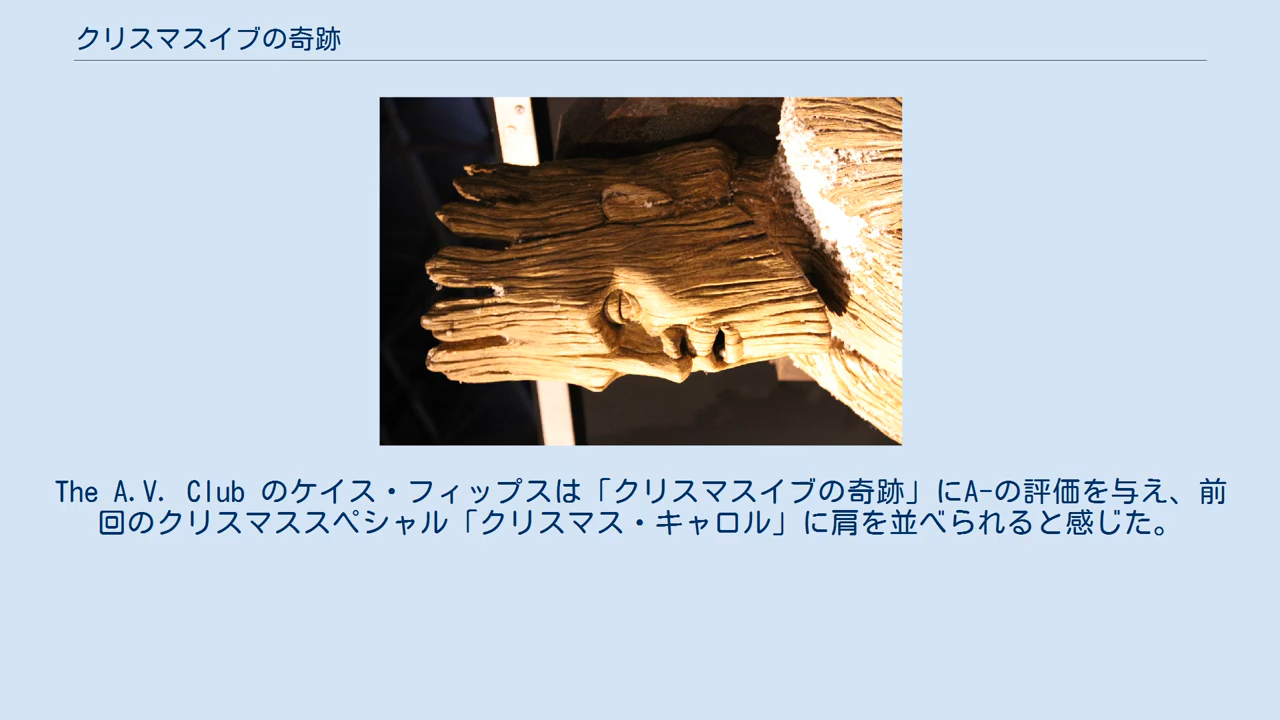 クリスマスイブの奇跡
The A.V. Club のケイス・フィップスは「クリスマスイブの奇跡」にA-の評価を与え、前
回のクリスマススペシャル「クリスマス・キャロル」に肩を並べられると感じた。